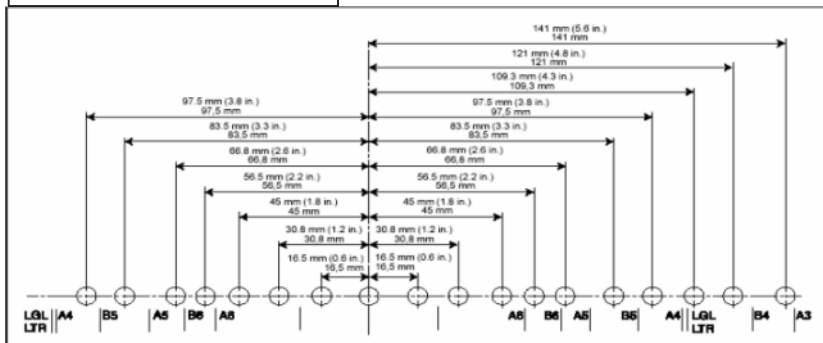 141 mm (5.6 in.)
141 mm
121 mm (4.8 in.)
121 mm
109.3 mm (4.3 in.)
109,3 mm
97.5 mm (3.8 in.) 97.5 mm (3.8 in.)
97,5 mm 97,5 mm
83.5 mm (3.3 in.) 83.5 mm (3.3 in.)
83,5 mm 83,5 mm
66.8 mm (2.6 in.) 66.8 mm (2.6 in.)
66,8 mm 66,8 mm
56.5 mm (2.2 in.) 56.5 mm (2.2 in.)
56,5 mm 56,5 mm
45 mm (1.8 in.) 45 mm (1.8 in.)
45 mm 45 mm
30.8 mm (1.2 in.) 30.8 mm (1.2 in.)
30,8 mm 30,8 mm
16.5 mm (0.6 in.) 16.5 mm (0.6 in.)
16,5 mm 16,5 mm
LGL A4 B5 A5 B6 A6 A6 B6 A5 B5 A4 LGL B4 A3
LTR LTR